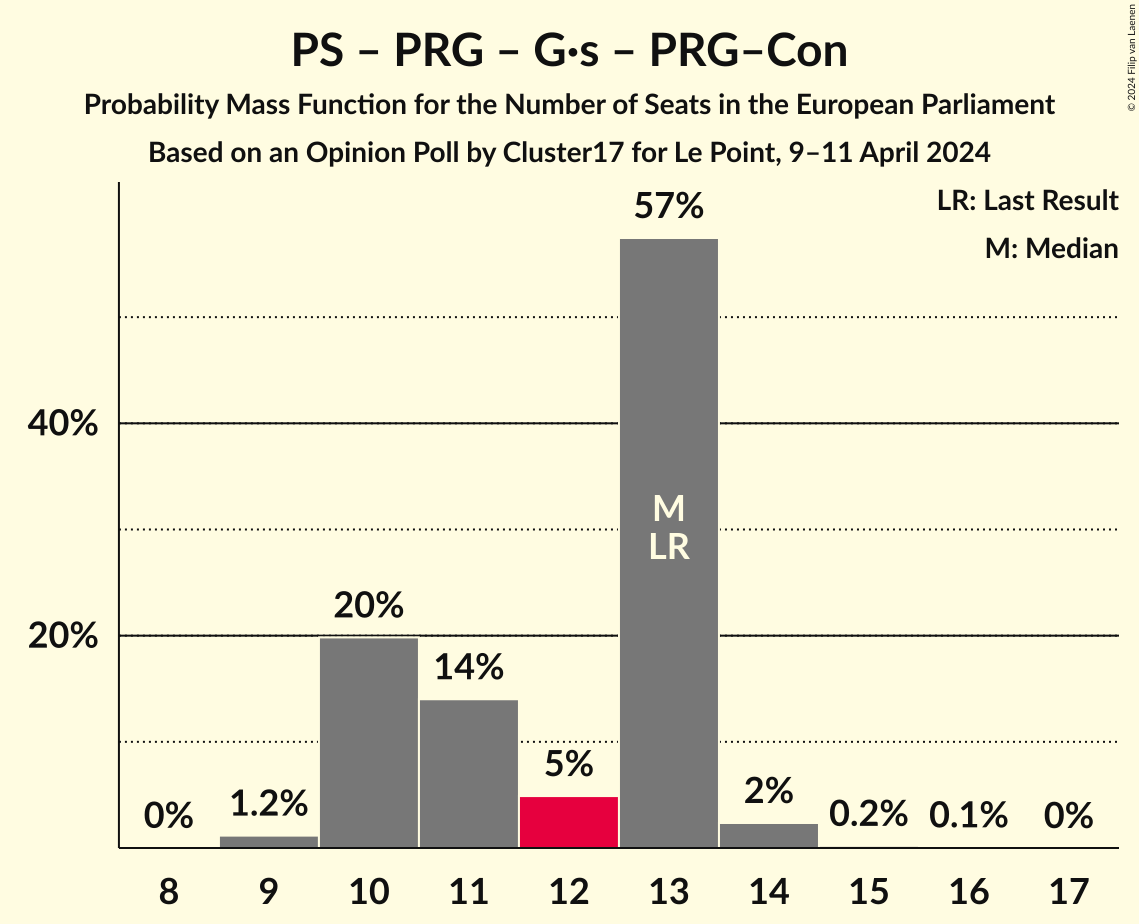 PS – PRG – G•s – PRG–Con
Probability Mass Function for the Number of Seats in the European Parliament
Based on an Opinion Poll by Cluster17 for Le Point, 9–11 April 2024
© 2024 Filip van Laenen
LR: Last Result
M: Median
57%
40%
M
LR
20%
20%
14%
5%
2%
0%
1.2%
0.2%
0.1%
0%
8
9
10
11
12
13
14
15
16
17